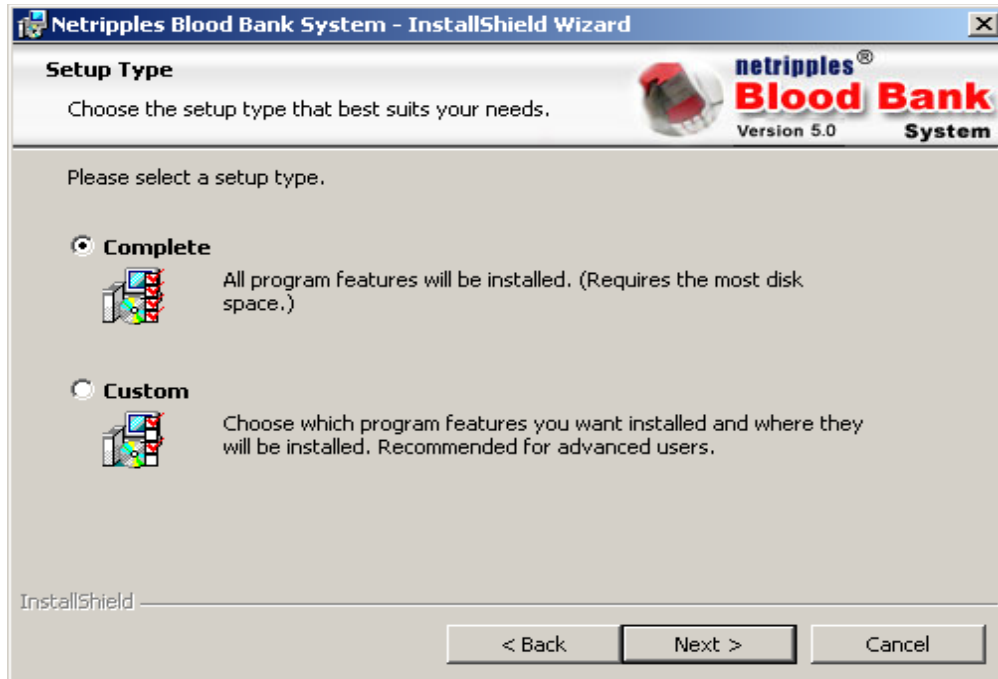 Netripples Blood Bank System - InstallShield Wizard
Setup Type
Choose the setup type that best suits your needs.
netripples®
Blood Bank
Version 5.0 System
Please select a setup type.
Complete
All program features will be installed. (Requires the most disk
space.)
Custom
Choose which program features you want installed and where they
will be installed. Recommended for advanced users.
InstallShield
< Back Next > Cancel